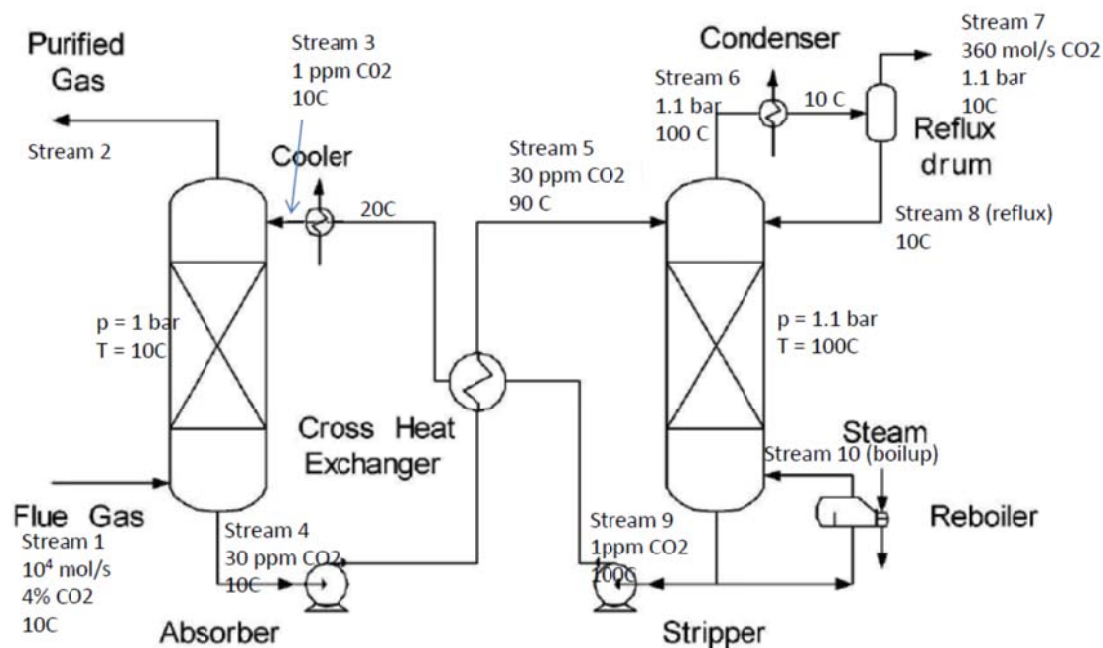 Purified
Gas
Stream 2
Stream 3
1 ppm C02
10C
Cooler
20C
Stream 5
30 ppm CO2
90 C
Stream 6
1.1 bar
100 C
Condenser
10 C
Stream 7
360 mol/s CO2
1.1 bar
10C
Reflux
drum
Stream 8 (reflux)
10C
p = 1 bar
T = 10C
p = 1.1 bar
T = 100C
Cross Heat
Exchanger
Steam
Stream 10 (boilup)
Reboiler
Flue Gas
Stream 1
10⁴ mol/s
4% CO2
10C
Stream 4
30 ppm CO2
10C
Absorber
Stream 9
1ppm CO2
100C
Stripper